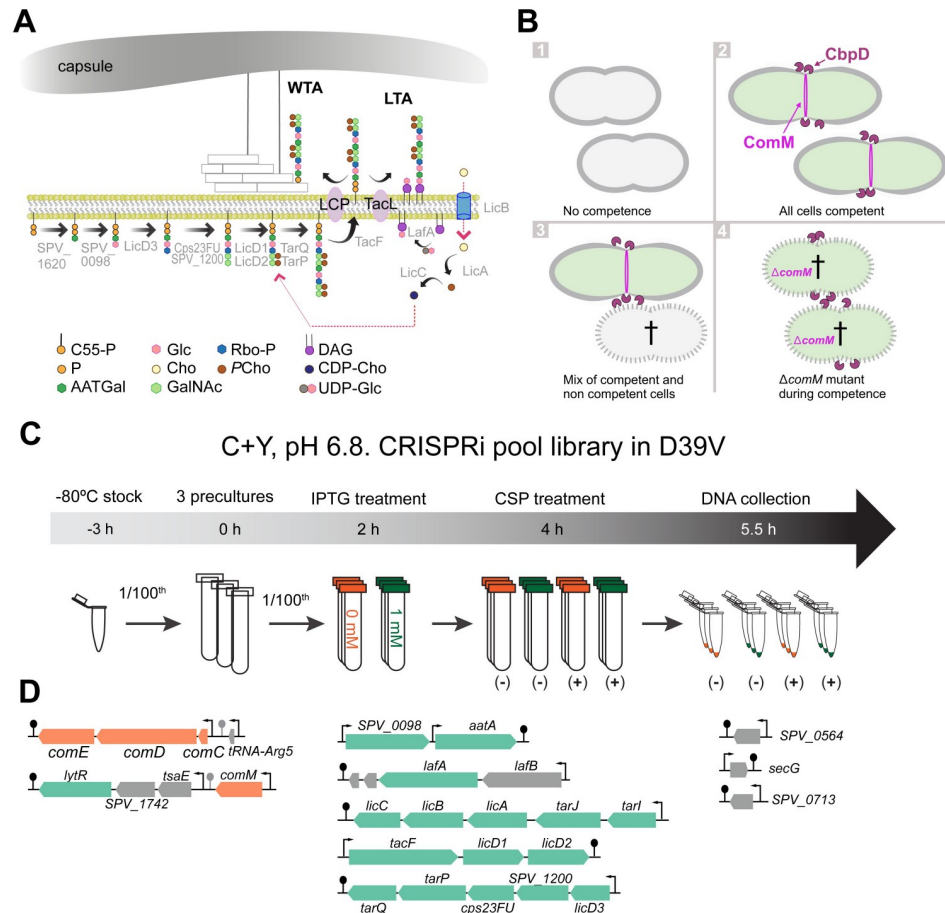 A
capsule
WTA
LTA
LCP
TacL
LicB
SPV_
1620
SPV_
0098
LicD3
Cps23FU
SPV_1200
LicD1
LicD2
TarQ
TarP
TacF
LafA
LicC
LicA
C55-P
P
AATGal
Glc
Cho
GalNAc
Rbo-P
PCho
DAG
CDP-Cho
UDP-Glc
B
1
No competence
2
CbpD
ComM
All cells competent
3
Mix of competent and
non competent cells
4
ΔcomM
ΔcomM
ΔcomM mutant
during competence
C
C+Y, pH 6.8. CRISPRi pool library in D39V
-80ºC stock
3 precultures
IPTG treatment
CSP treatment
DNA collection
-3 h
0 h
2 h
4 h
5.5 h
1/100th
1/100th
0 mM
1 mM
(-) (-) (+) (+)
(-) (-) (+) (+)
D
comE
comD
comC
tRNA-Arg5
lytR
SPV_1742
tsaE
comM
SPV_0098
aatA
lafA
lafB
licC
licB
licA
tarJ
tarI
tacF
licD1
licD2
tarQ
tarP
cps23FU
SPV_1200
licD3
SPV_0564
secG
SPV_0713